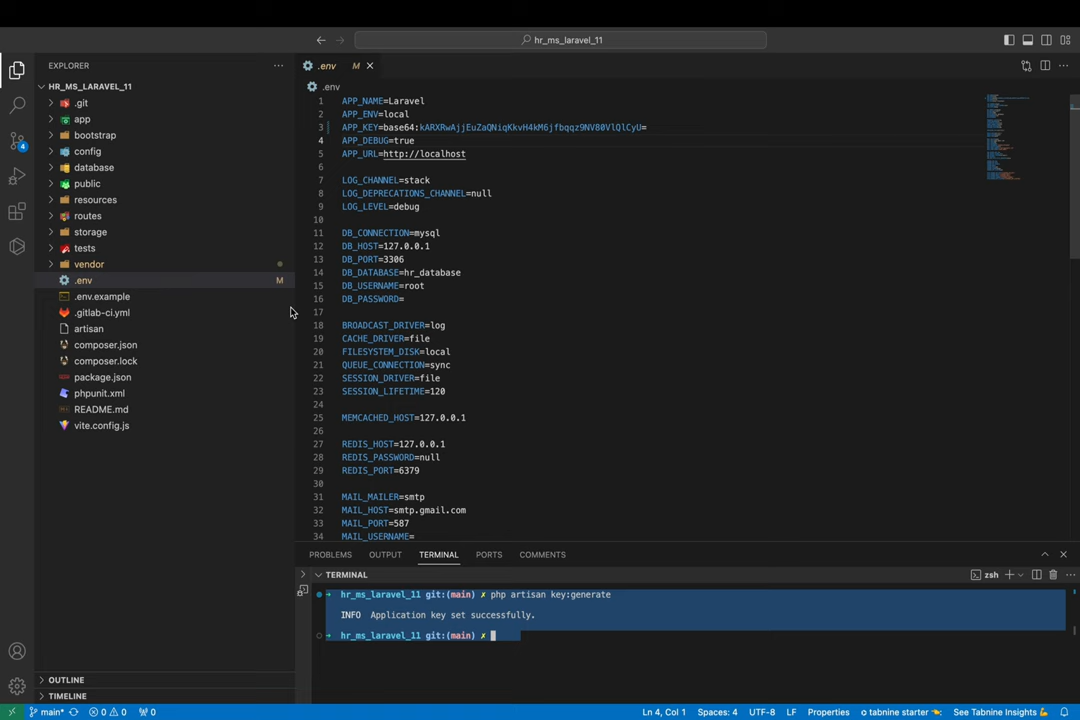 hr_ms_laravel_11
EXPLORER
HR_MS_LARAVEL_11
.git
app
bootstrap
config
database
public
resources
routes
storage
tests
vendor
.env M
.env.example
.gitlab-ci.yml
artisan
composer.json
composer.lock
package.json
phpunit.xml
README.md
vite.config.js
OUTLINE
TIMELINE
4
.env M
.env
1 APP_NAME=Laravel
2 APP_ENV=local
3 APP_KEY=base64:kARXRwAjjEuZaQNiqKkvH4kM6jfbqqz9NV80VlQlCyU=
4 APP_DEBUG=true
5 APP_URL=http://localhost
6
7 LOG_CHANNEL=stack
8 LOG_DEPRECATIONS_CHANNEL=null
9 LOG_LEVEL=debug
10
11 DB_CONNECTION=mysql
12 DB_HOST=127.0.0.1
13 DB_PORT=3306
14 DB_DATABASE=hr_database
15 DB_USERNAME=root
16 DB_PASSWORD=
17
18 BROADCAST_DRIVER=log
19 CACHE_DRIVER=file
20 FILESYSTEM_DISK=local
21 QUEUE_CONNECTION=sync
22 SESSION_DRIVER=file
23 SESSION_LIFETIME=120
24
25 MEMCACHED_HOST=127.0.0.1
26
27 REDIS_HOST=127.0.0.1
28 REDIS_PASSWORD=null
29 REDIS_PORT=6379
30
31 MAIL_MAILER=smtp
32 MAIL_HOST=smtp.gmail.com
33 MAIL_PORT=587
34 MAIL_USERNAME=
PROBLEMS OUTPUT TERMINAL PORTS COMMENTS
TERMINAL zsh
hr_ms_laravel_11 git:(main) ✗ php artisan key:generate
INFO Application key set successfully.
hr_ms_laravel_11 git:(main) ✗
main* 0 0 0 Ln 4, Col 1 Spaces: 4 UTF-8 LF Properties tabnine starter See Tabnine Insights